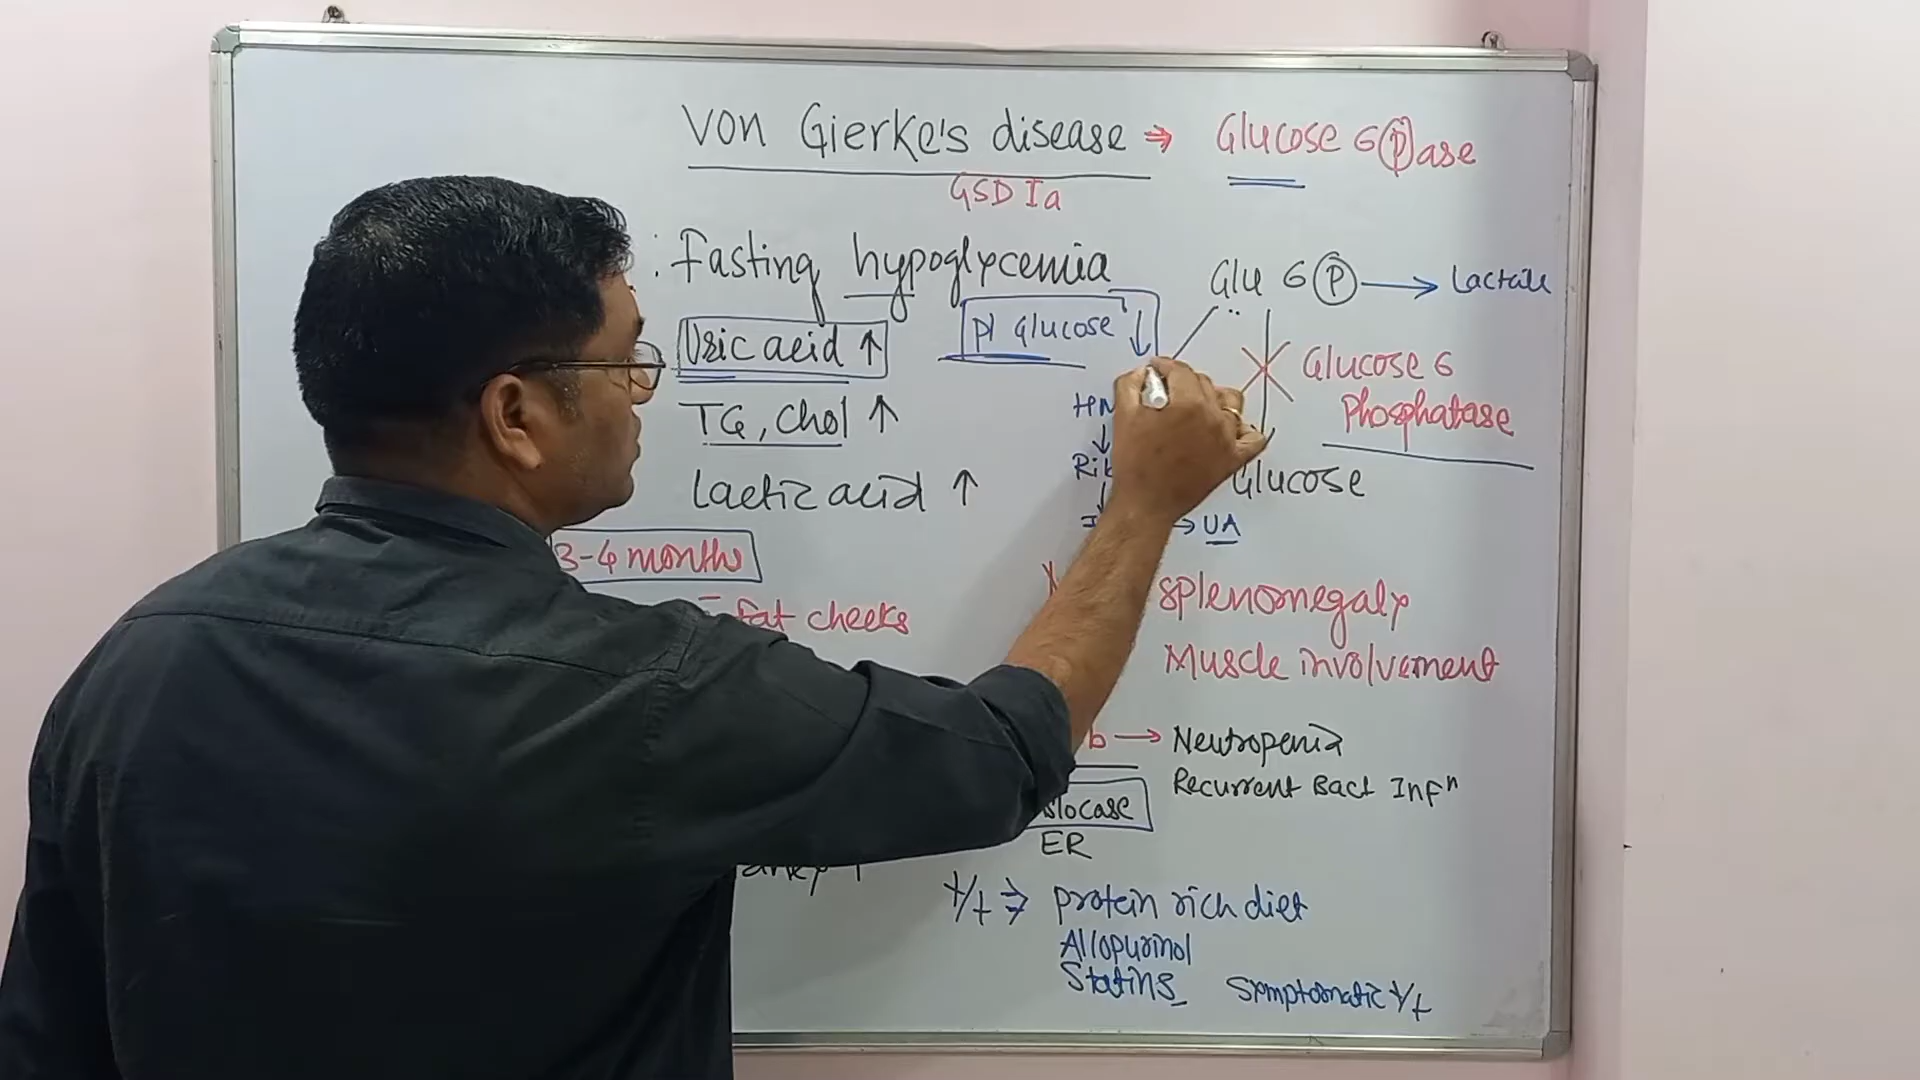 Von Gierke's disease ⇒ Glucose 6 P ase
GSD Ia
: Fasting hypoglycemia
Glu 6 P → Lactate
Uric acid ↑
pl Glucose ↓
Glucose 6
Phosphatase
TG, Chol ↑
Glucose
Lactic acid ↑
→ UA
3-4 months
fat cheeks
splenomegaly
Muscle involvement
b → Neutropenia
Recurrent Bact Infⁿ
ER
t/t ⇒ protein rich diet
Allopurinol
Statins
Symptomatic t/t